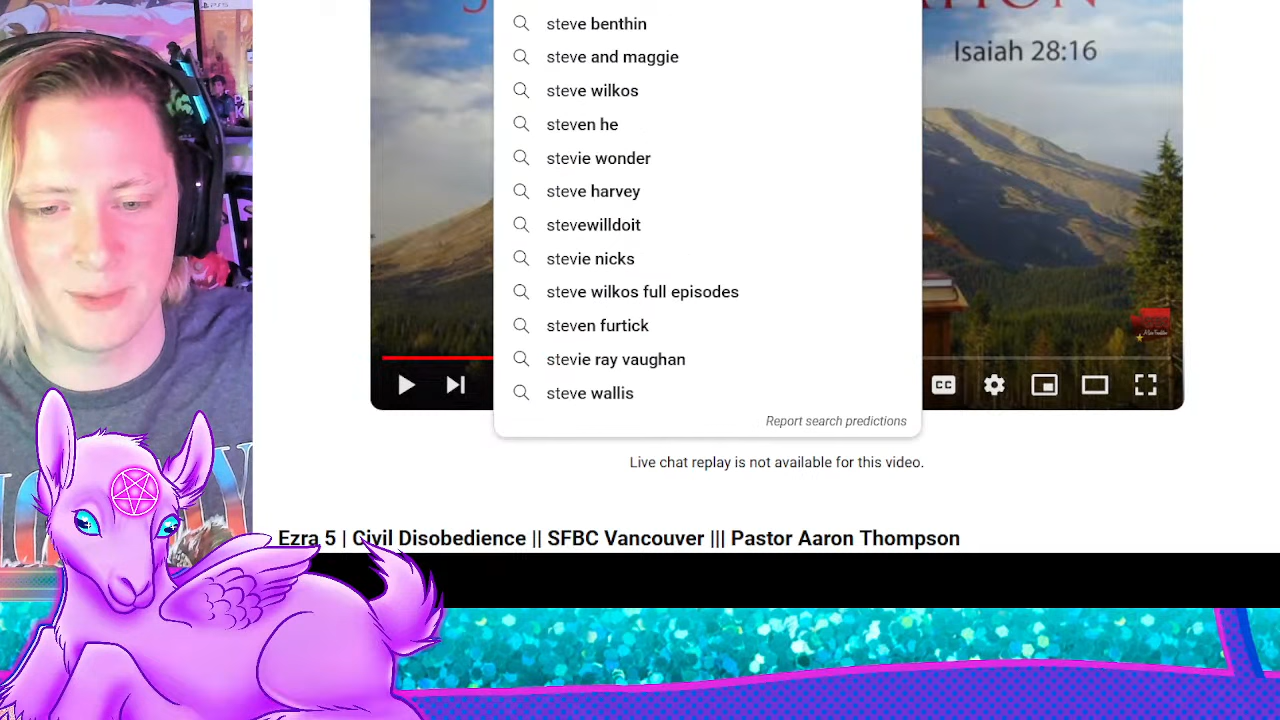 steve benthin
steve and maggie
Isaiah 28:16
steve wilkos
steven he
stevie wonder
steve harvey
stevewilldoit
stevie nicks
steve wilkos full episodes
steven furtick
stevie ray vaughan
steve wallis
CC
Report search predictions
Live chat replay is not available for this video.
Ezra 5 | Civil Disobedience || SFBC Vancouver ||| Pastor Aaron Thompson